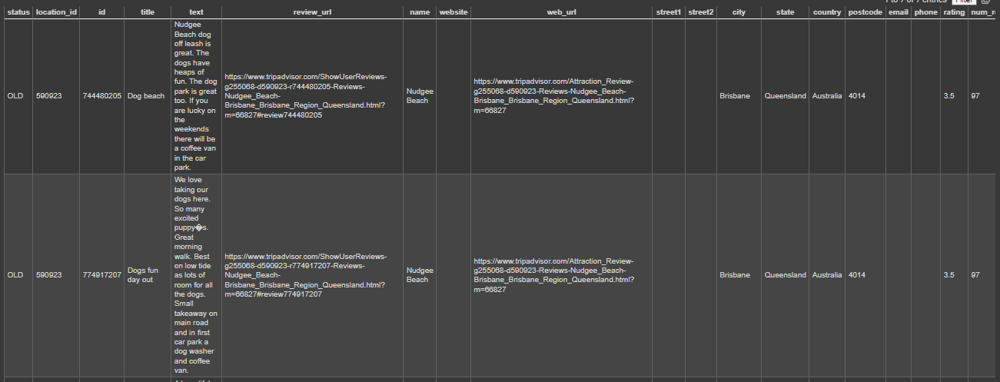 1 to 7 of 7 entries Filter
status location_id id title text review_url name website web_url street1 street2 city state country postcode email phone rating
OLD
590923
744480205
Dog beach
Nudgee
Beach dog
off leash is
great. The
dogs have
heaps of
fun. The dog
park is great
too. If you
are lucky on
the
weekends
there will be
a coffee van
in the car
park.
https://www.tripadvisor.com/ShowUserReviews-
g255068-d590923-r744480205-Reviews-
Nudgee_Beach-
Brisbane_Brisbane_Region_Queensland.html?
m=66827#review744480205
Nudgee
Beach
https://www.tripadvisor.com/Attraction_Review-
g255068-d590923-Reviews-Nudgee_Beach-
Brisbane_Brisbane_Region_Queensland.html?
m=66827
Brisbane
Queensland
Australia
4014
3.5
97
OLD
590923
774917207
Dogs fun
day out
We love
taking our
dogs here.
So many
excited
puppy�s.
Great
morning
walk. Best
on low tide
as lots of
room for all
the dogs.
Small
takeaway on
main road
and in first
car park a
dog washer
and coffee
van.
https://www.tripadvisor.com/ShowUserReviews-
g255068-d590923-r774917207-Reviews-
Nudgee_Beach-
Brisbane_Brisbane_Region_Queensland.html?
m=66827#review774917207
Nudgee
Beach
https://www.tripadvisor.com/Attraction_Review-
g255068-d590923-Reviews-Nudgee_Beach-
Brisbane_Brisbane_Region_Queensland.html?
m=66827
Brisbane
Queensland
Australia
4014
3.5
97